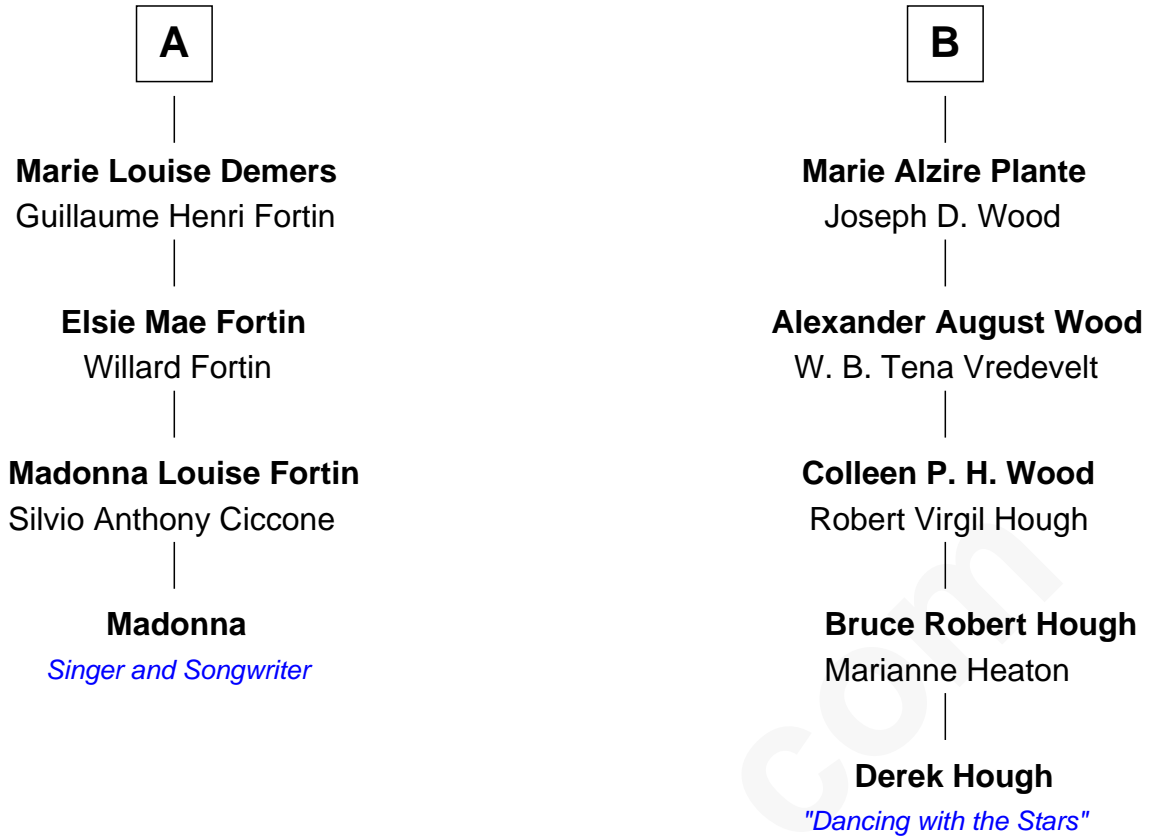 A
Marie Louise Demers
Guillaume Henri Fortin
Elsie Mae Fortin
Willard Fortin
Madonna Louise Fortin
Silvio Anthony Ciccone
Madonna
Singer and Songwriter
B
Marie Alzire Plante
Joseph D. Wood
Alexander August Wood
W. B. Tena Vredevelt
Colleen P. H. Wood
Robert Virgil Hough
Bruce Robert Hough
Marianne Heaton
Derek Hough
"Dancing with the Stars"
com